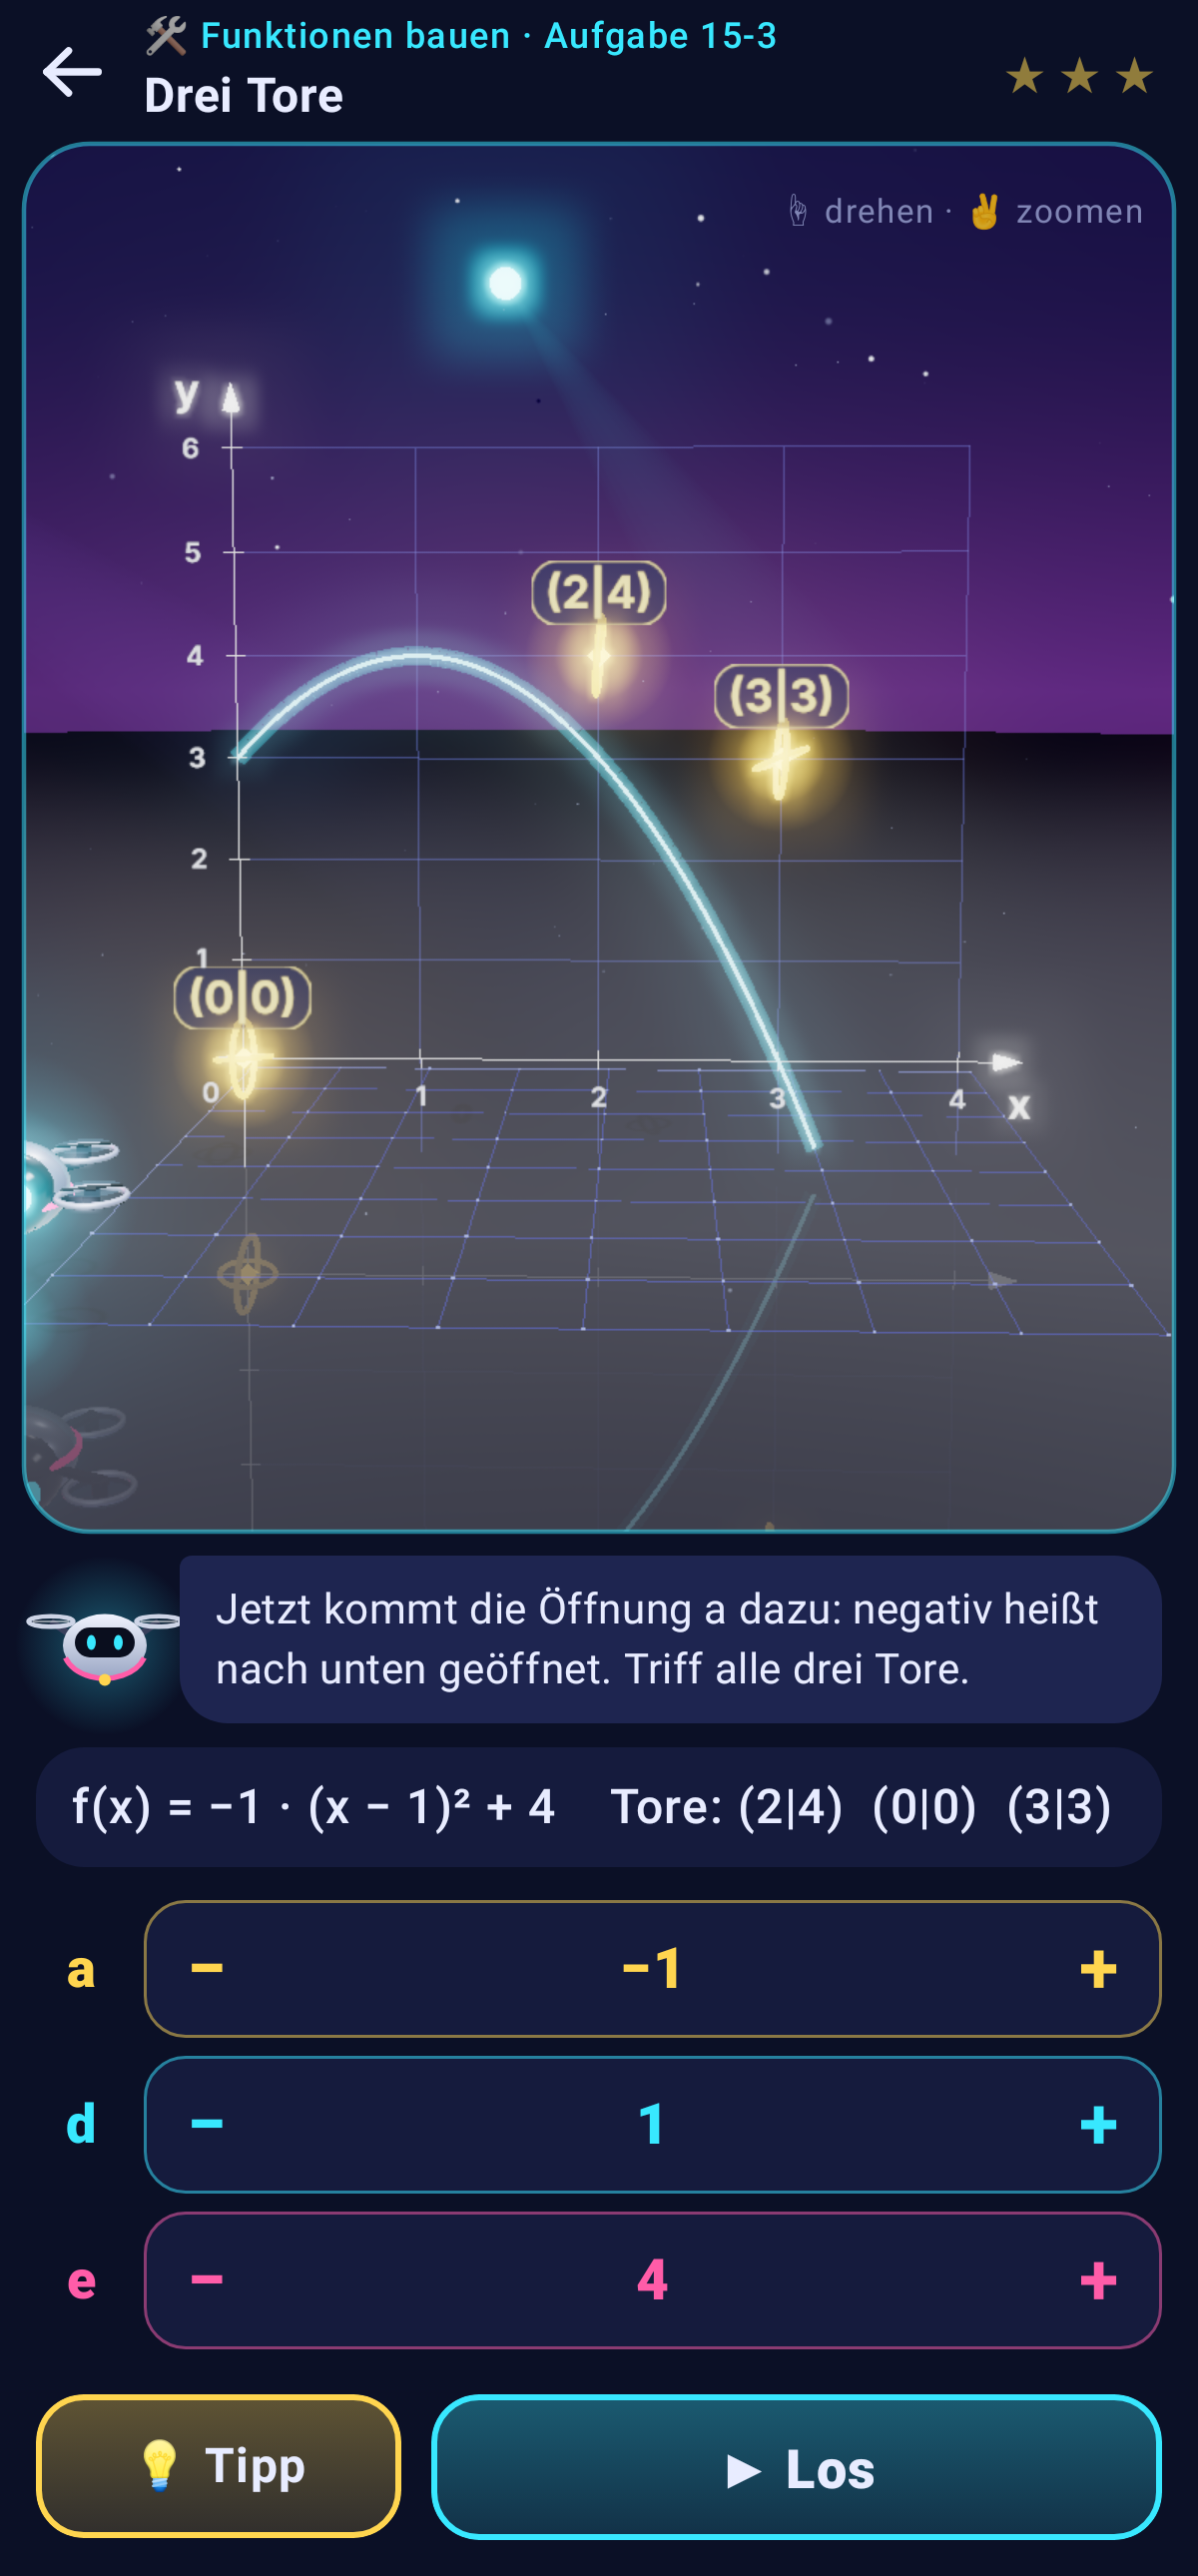 🛠️ Funktionen bauen · Aufgabe 15-3
Drei Tore
★ ★ ★
☝ drehen · ✌ zoomen
y
6
5
(2|4)
4
(3|3)
3
2
1
(0|0)
0 1 2 3 4
x
Jetzt kommt die Öffnung a dazu: negativ heißt
nach unten geöffnet. Triff alle drei Tore.
f(x) = −1 · (x − 1)² + 4 Tore: (2|4) (0|0) (3|3)
a − −1 +
d − 1 +
e − 4 +
💡 Tipp
▶ Los